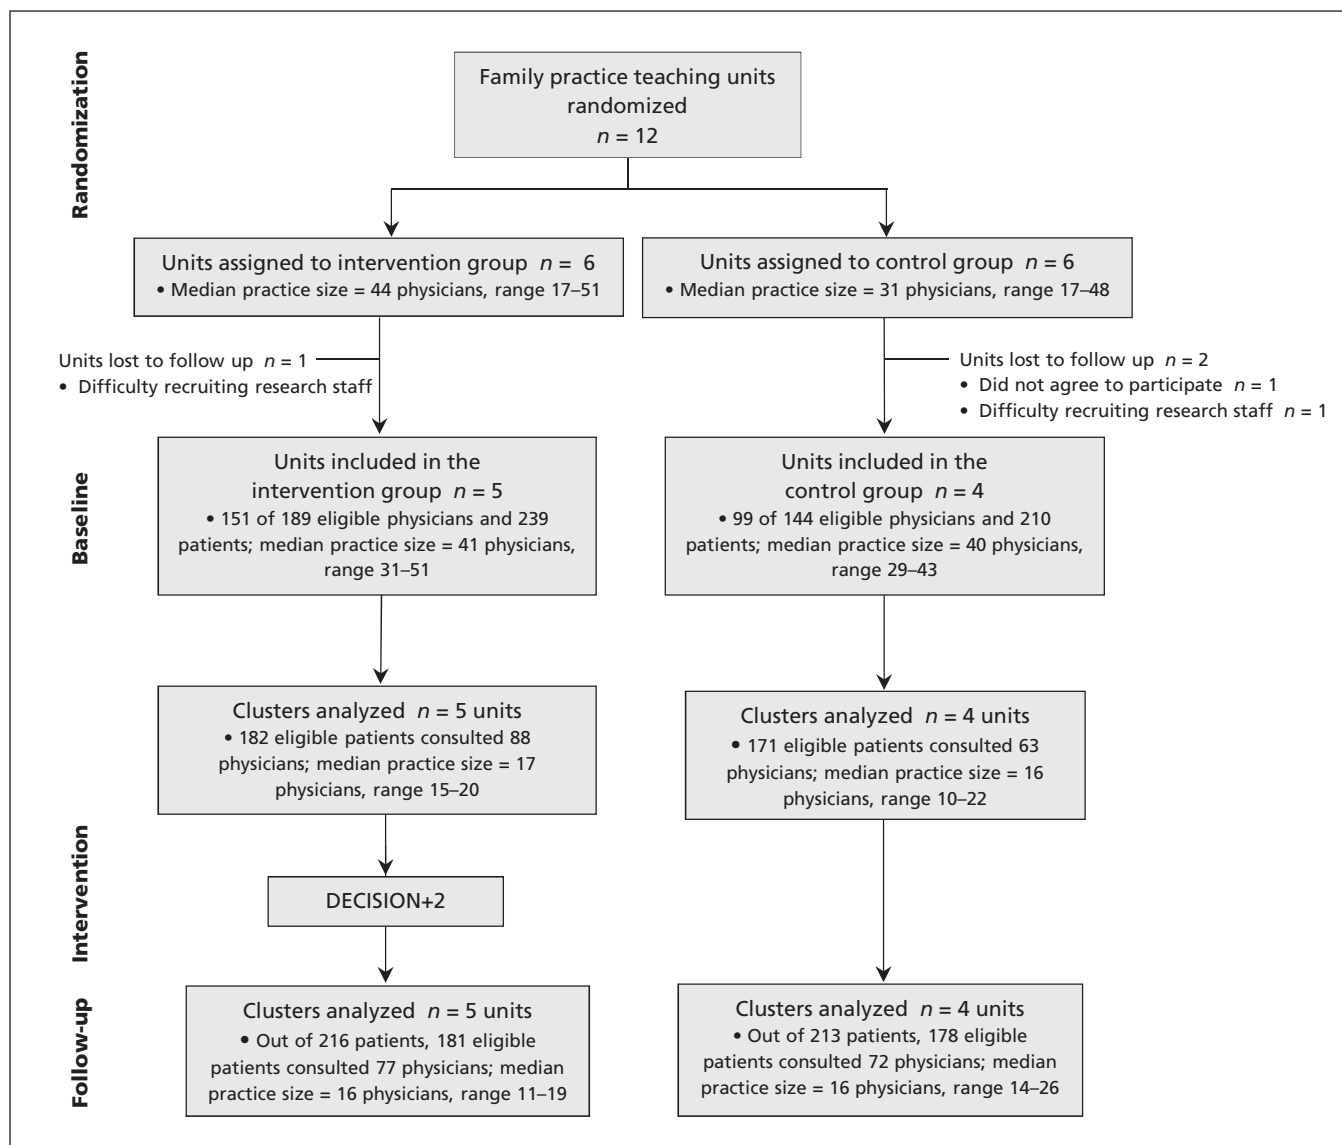 Randomization
Family practice teaching units
randomized
n = 12
Units assigned to intervention group n = 6
• Median practice size = 44 physicians, range 17–51
Units assigned to control group n = 6
• Median practice size = 31 physicians, range 17–48
Units lost to follow up n = 1
• Difficulty recruiting research staff
Units lost to follow up n = 2
• Did not agree to participate n = 1
• Difficulty recruiting research staff n = 1
Baseline
Units included in the
intervention group n = 5
• 151 of 189 eligible physicians and 239
patients; median practice size = 41 physicians,
range 31–51
Units included in the
control group n = 4
• 99 of 144 eligible physicians and 210
patients; median practice size = 40 physicians,
range 29–43
Clusters analyzed n = 5 units
• 182 eligible patients consulted 88
physicians; median practice size = 17
physicians, range 15–20
Clusters analyzed n = 4 units
• 171 eligible patients consulted 63
physicians; median practice size = 16
physicians, range 10–22
Intervention
DECISION+2
Follow-up
Clusters analyzed n = 5 units
• Out of 216 patients, 181 eligible
patients consulted 77 physicians; median
practice size = 16 physicians, range 11–19
Clusters analyzed n = 4 units
• Out of 213 patients, 178 eligible
patients consulted 72 physicians; median
practice size = 16 physicians, range 14–26